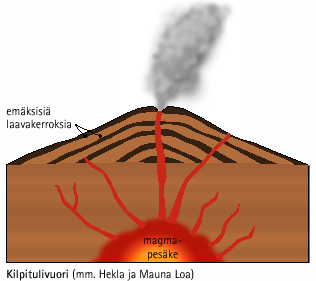 emäksisiä
laavakerroksia
magma-
pesäke
Kilpitulivuori (mm. Hekla ja Mauna Loa)